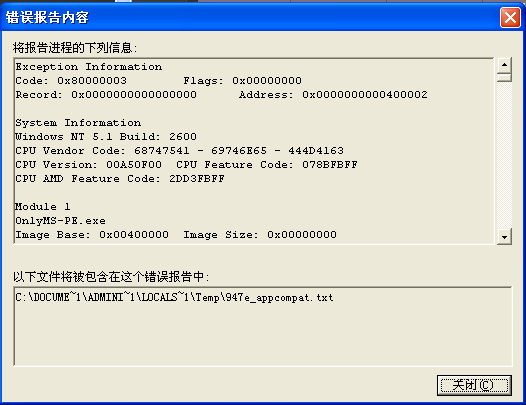 错误报告内容
将报告进程的下列信息:
Exception Information
Code: 0x80000003 Flags: 0x00000000
Record: 0x0000000000000000 Address: 0x0000000000400002
System Information
Windows NT 5.1 Build: 2600
CPU Vendor Code: 68747541 - 69746E65 - 444D4163
CPU Version: 00A50F00 CPU Feature Code: 078BFBFF
CPU AMD Feature Code: 2DD3FBFF
Module 1
OnlyMS-PE.exe
Image Base: 0x00400000 Image Size: 0x00000000
以下文件将被包含在这个错误报告中:
C:\DOCUME~1\ADMINI~1\LOCALS~1\Temp\947e_appcompat.txt
关闭(C)